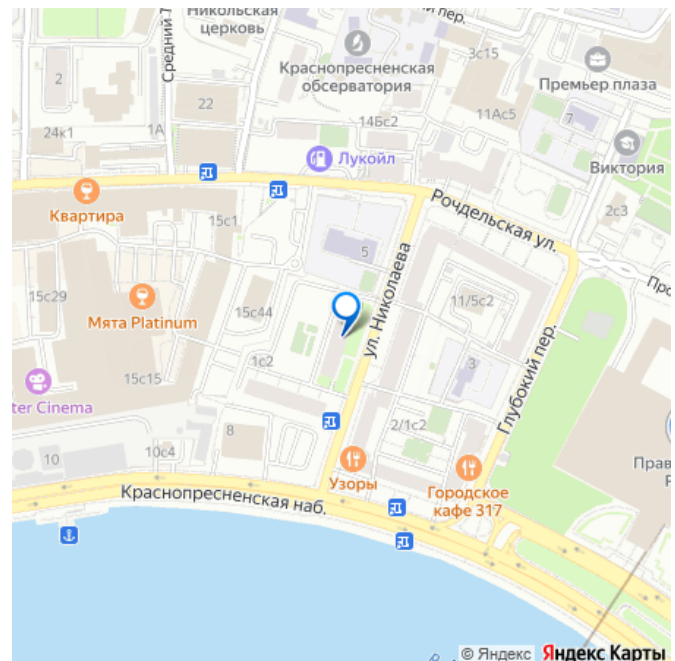 Никольская
церковь
пер.
Средний
3с15
Краснопресненская
обсерватория
Премьер плаза
2
22
14Бс2
11Ас5
7
24к1
1А
Лукойл
Виктория
Квартира
15с1
Рочдельская ул.
2с3
5
ул. Николаева
Про
15с29
Мята Platinum
15с44
11/5с2
1с2
3
Глубокий пер.
15с15
ter Cinema
2/1с2
8
10
10с4
Узоры
Городское
кафе 317
Прав
Р
Краснопресненская наб.
© Яндекс Яндекс Карты